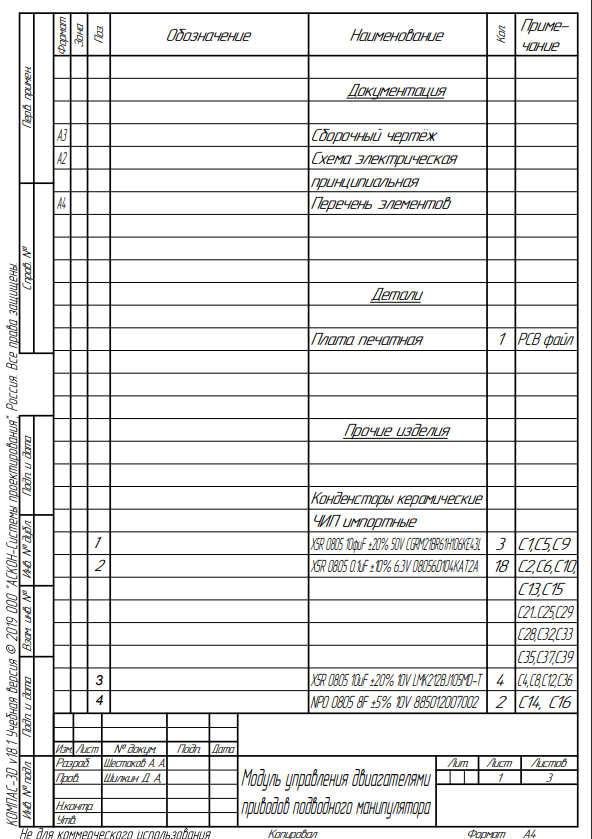 Формат Зона Поз. Обозначение Наименование Кол. Приме-
чание
Документация
А3 Сборочный чертёж
А2 Схема электрическая
принципиальная
А4 Перечень элементов
Детали
Плата печатная 1 PCB файл
Прочие изделия
Конденсторы керамические
ЧИП импортные
1 X5R 0805 10uF ±20% 50V CGRM21BR61H106KE43L 3 C1,C5,C9
2 X5R 0805 0.1uF ±10% 6.3V 08056D104KAT2A 18 C2,C6,C10,
C13,C15
C21..C25,C29
C28,C32,C33
C35,C37,C39
3 X5R 0805 10uF ±20% 10V LMK212BJ105MD-T 4 C4,C8,C12,C36
4 NPO 0805 8F ±5% 10V 885012007002 2 C14, C16
Перв. примен.
Справ. №
Подп. и дата
Инв. № дубл.
Взам. инв. №
Подп. и дата
Инв. № подл.
КОМПАС-3D v18.1 Учебная версия © 2019 ООО "АСКОН-Системы проектирования", Россия. Все права защищены.
Изм. Лист № докум. Подп. Дата
Разраб. Шестаков А. А.
Пров. Шилкин Д. А.
Н.контр.
Утв.
Модуль управления двигателями
приводов подводного манипулятора
Лит. Лист Листов
1 3
Не для коммерческого использования Копировал Формат А4